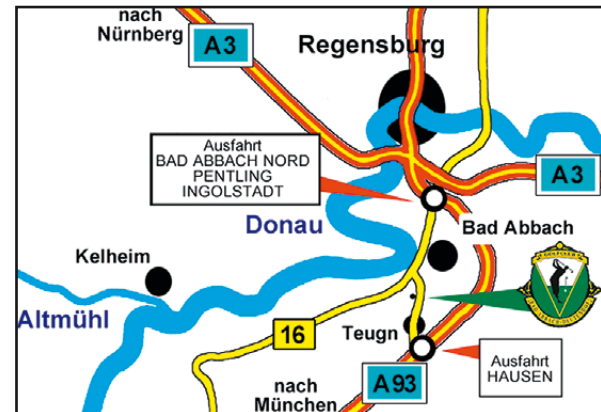 nach
Nürnberg
A3
Regensburg
Ausfahrt
BAD ABBACH NORD
PENTLING
INGOLSTADT
A3
Donau
Bad Abbach
Kelheim
Altmühl
16
Teugn
Ausfahrt
HAUSEN
A93
nach
München